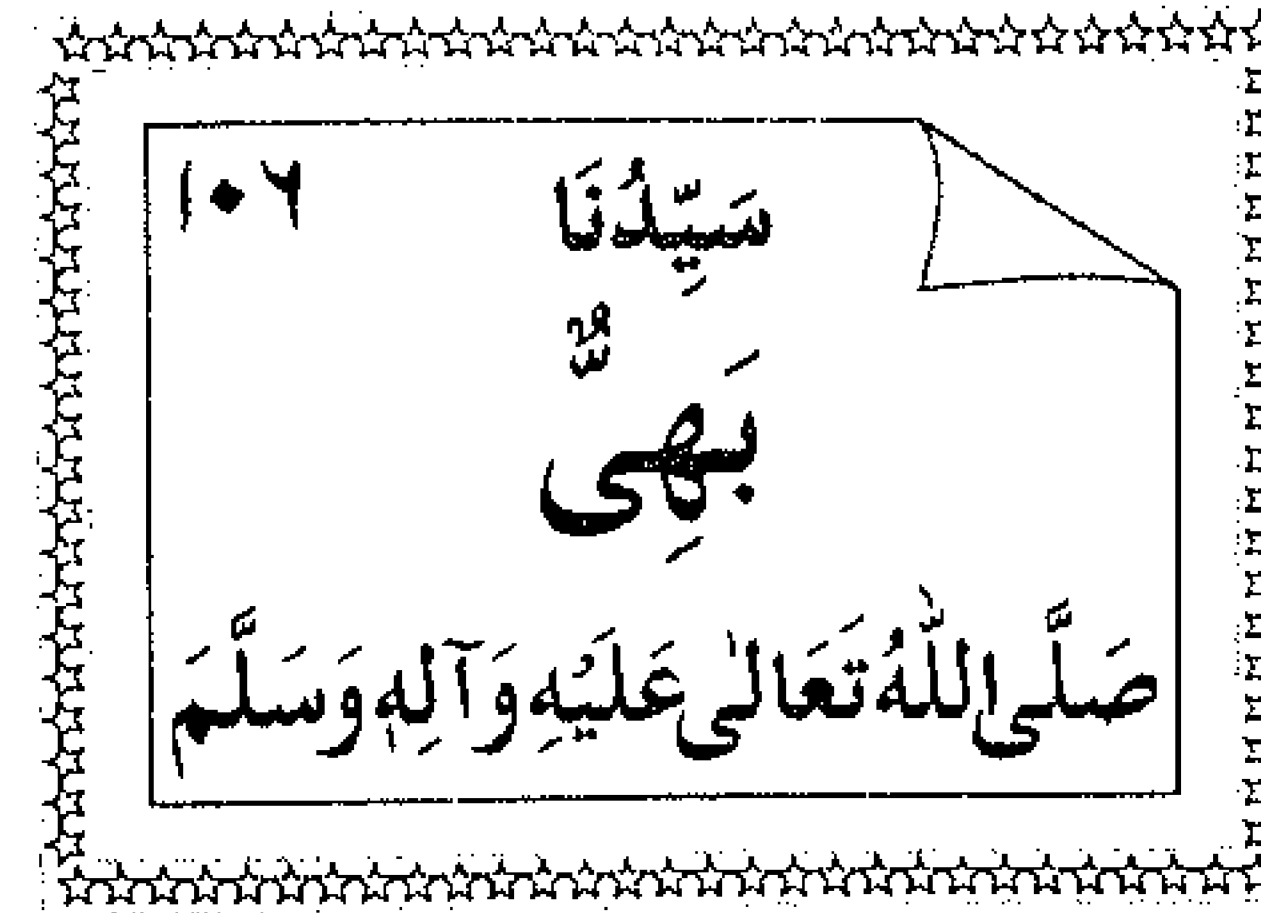 سَيِّدُنَا ١٠٦
بَهِىٌّ
صَلَّى اللّٰهُ تَعَالٰى عَلَيْهِ وَآلِهٖ وَسَلَّمَ